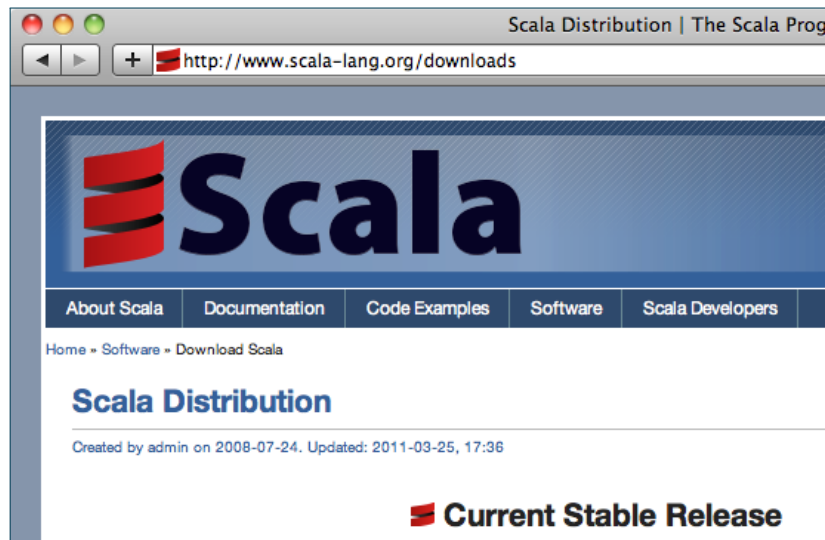 Scala Distribution | The Scala Prog
http://www.scala-lang.org/downloads
Scala
About Scala Documentation Code Examples Software Scala Developers
Home » Software » Download Scala
Scala Distribution
Created by admin on 2008-07-24. Updated: 2011-03-25, 17:36
Current Stable Release